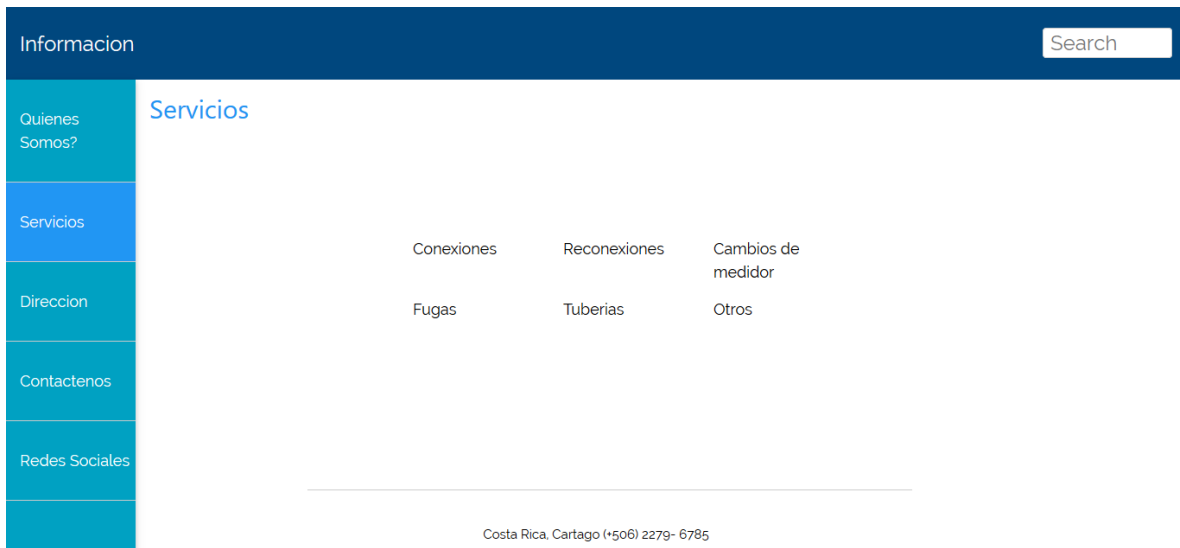 Informacion
Search
Quienes
Somos?
Servicios
Direccion
Contactenos
Redes Sociales
Servicios
Conexiones Reconexiones Cambios de
medidor
Fugas Tuberias Otros
Costa Rica, Cartago (+506) 2279- 6785